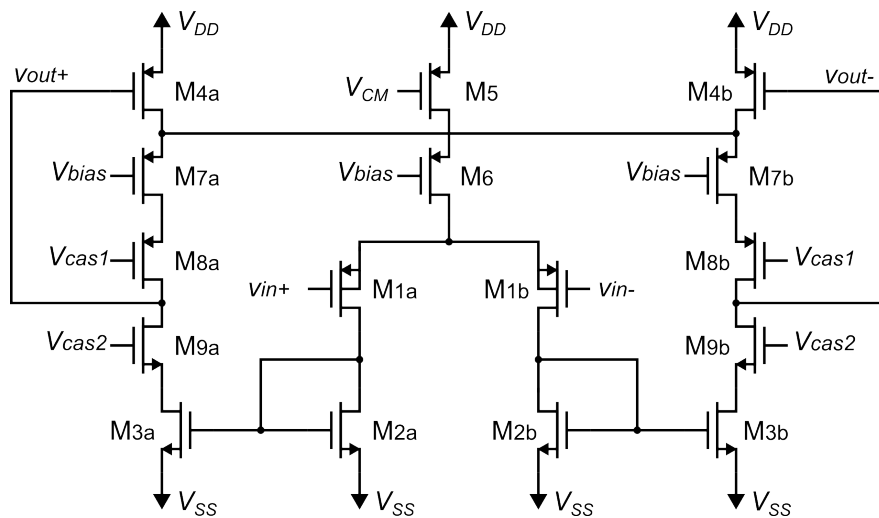 VDD VDD VDD
vout+ M4a VCM M5 M4b vout-
Vbias M7a Vbias M6 Vbias M7b
Vcas1 M8a M8b Vcas1
vin+ M1a M1b vin-
Vcas2 M9a M9b Vcas2
M3a M2a M2b M3b
VSS VSS VSS VSS